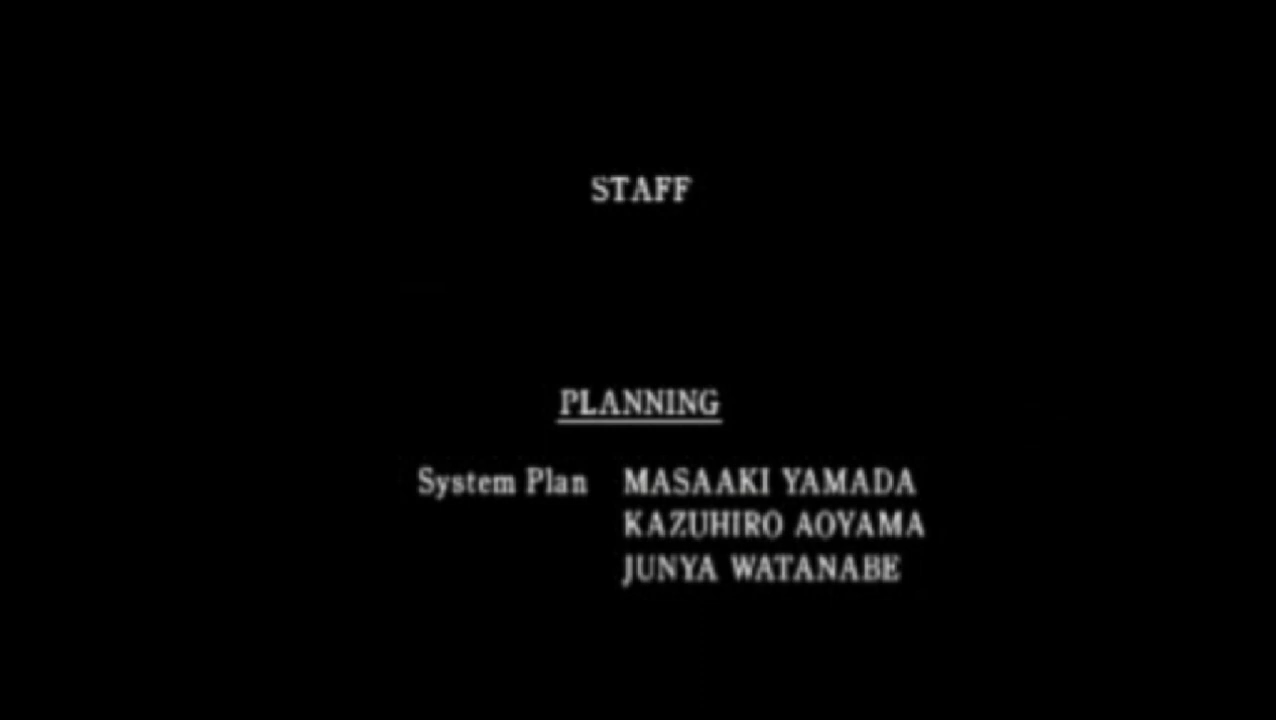 STAFF
PLANNING
System Plan MASAAKI YAMADA
KAZUHIRO AOYAMA
JUNYA WATANABE